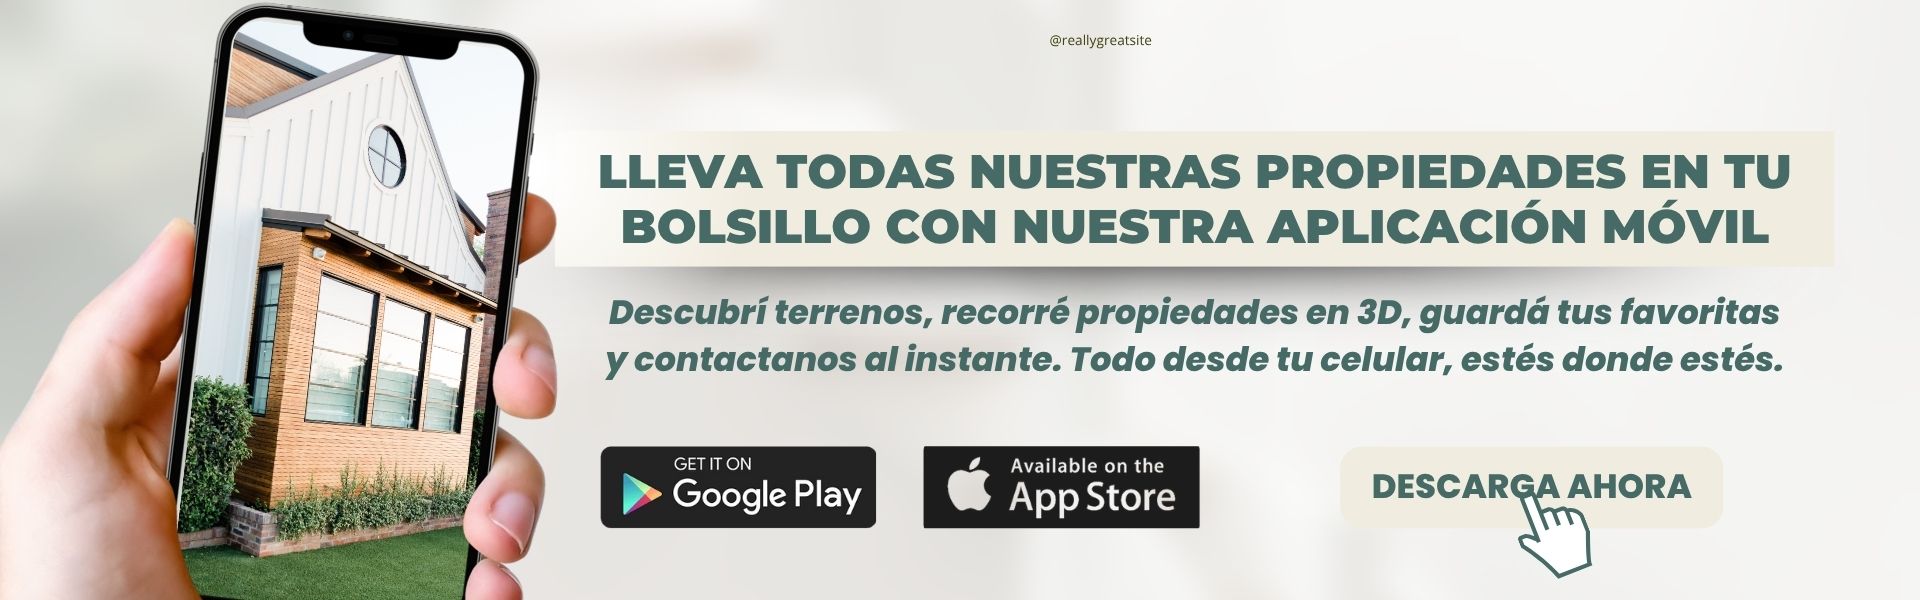 @reallygreatsite
LLEVA TODAS NUESTRAS PROPIEDADES EN TU
BOLSILLO CON NUESTRA APLICACIÓN MÓVIL
Descubrí terrenos, recorré propiedades en 3D, guardá tus favoritas
y contactanos al instante. Todo desde tu celular, estés donde estés.
GET IT ON
Google Play
Available on the
App Store
DESCARGA AHORA